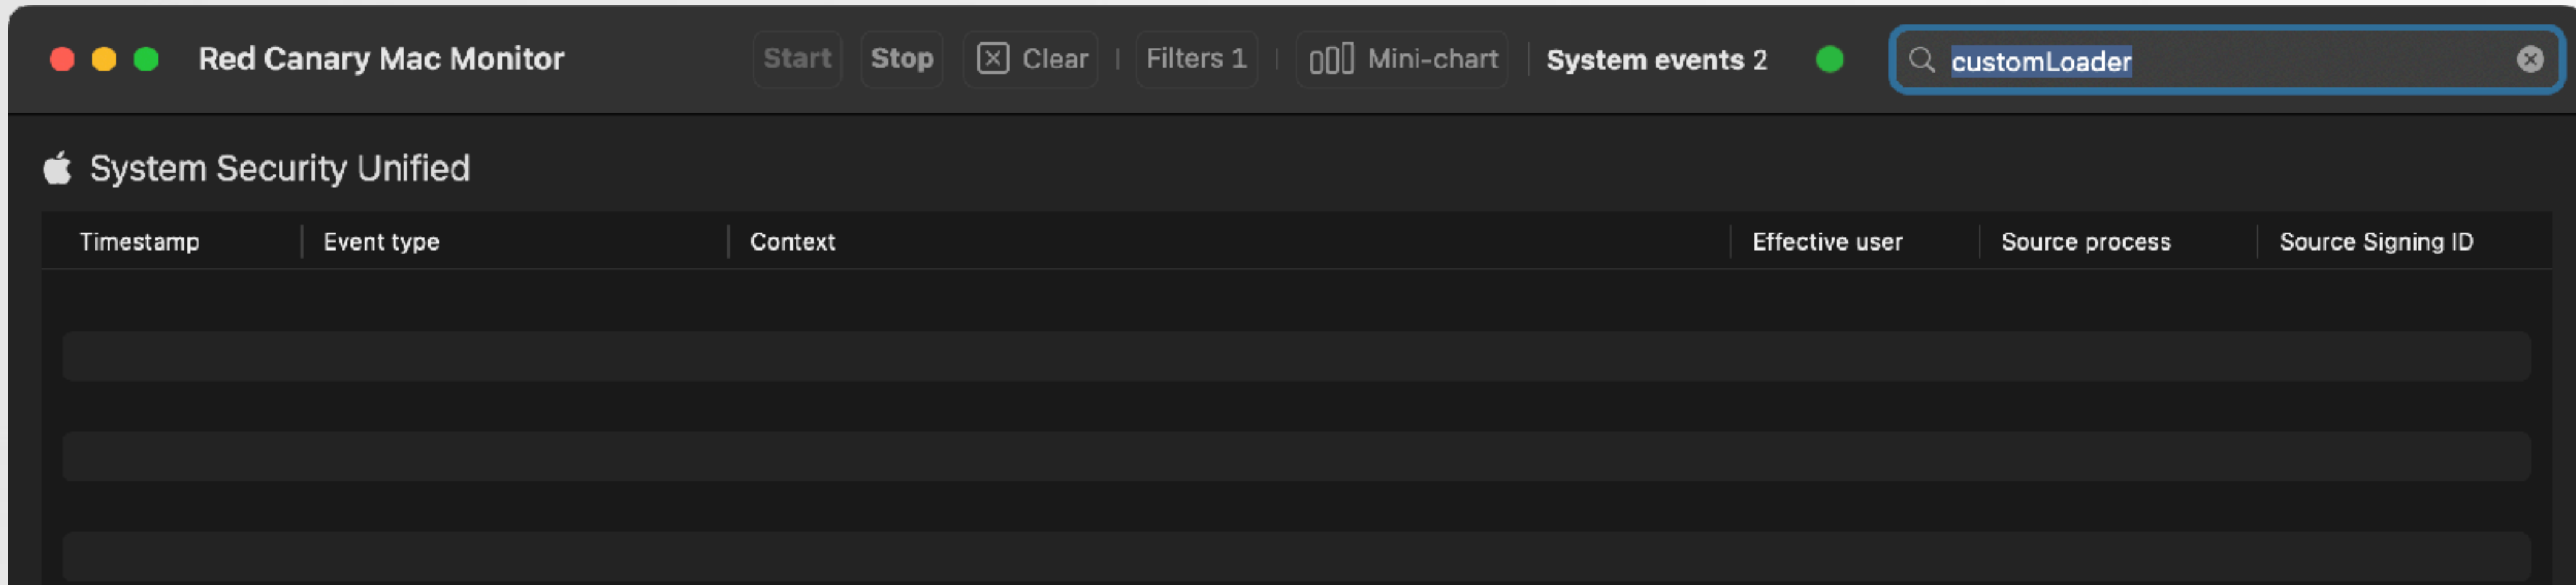 Red Canary Mac Monitor Start Stop Clear Filters 1 Mini-chart System events 2 customLoader
System Security Unified
Timestamp Event type Context Effective user Source process Source Signing ID